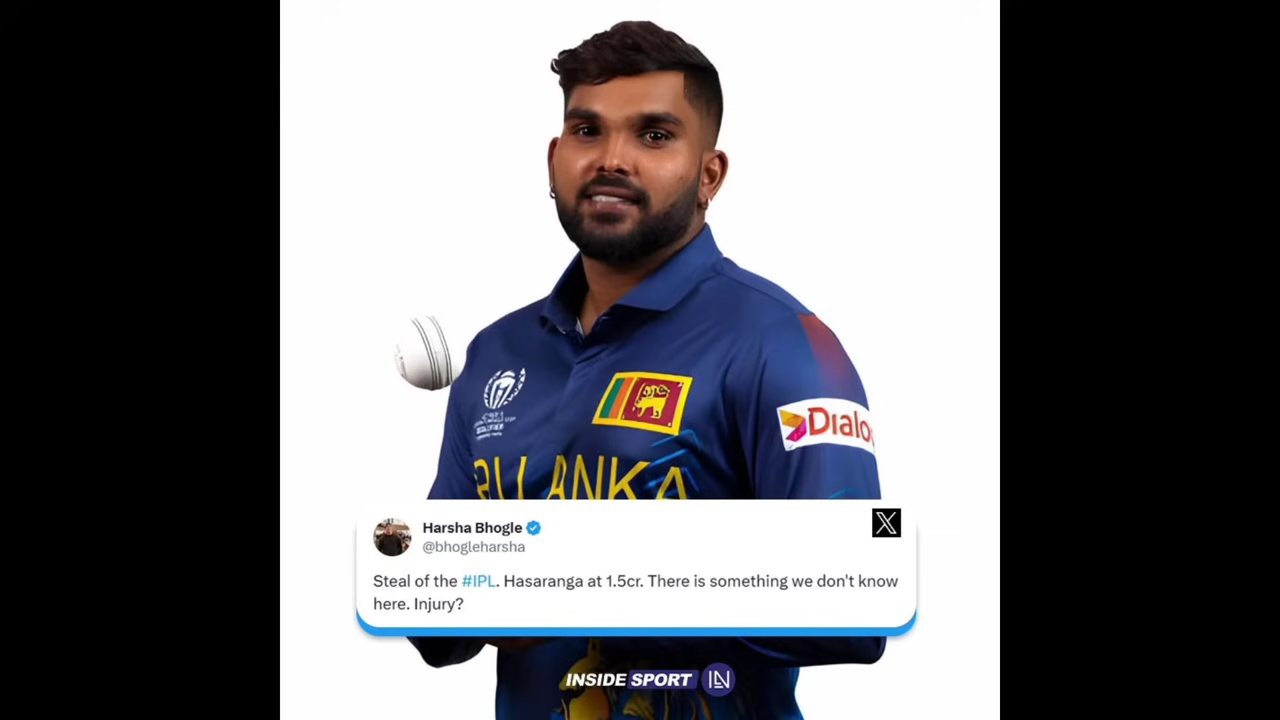 Dialo
SRI LANKA
Harsha Bhogle
@bhogleharsha
Steal of the #IPL. Hasaranga at 1.5cr. There is something we don't know
here. Injury?
INSIDE SPORT